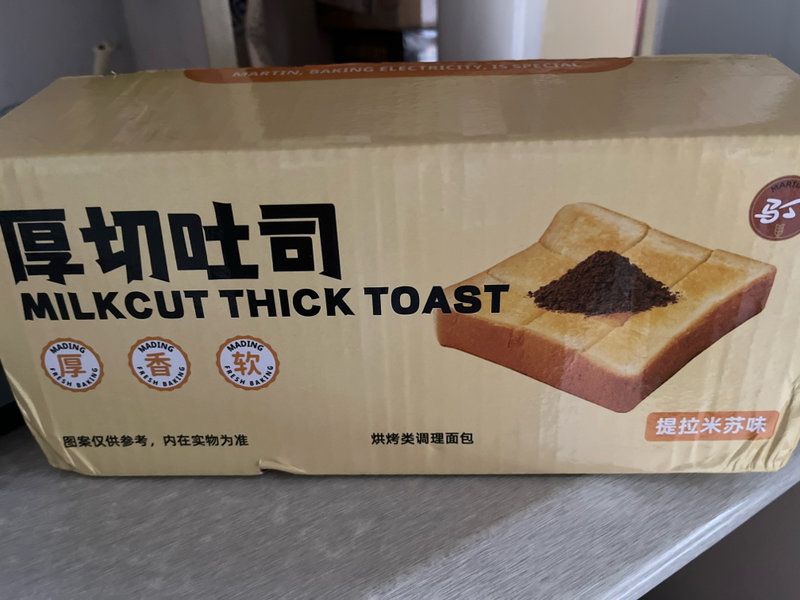 MARTIN, BAKING ELECTRICITY, IS SPECIAL
厚切吐司
MILKCUT THICK TOAST
MADING
厚
FRESH BAKING
MADING
香
FRESH BAKING
MADING
软
FRESH BAKING
图案仅供参考，内在实物为准
烘烤类调理面包
提拉米苏味